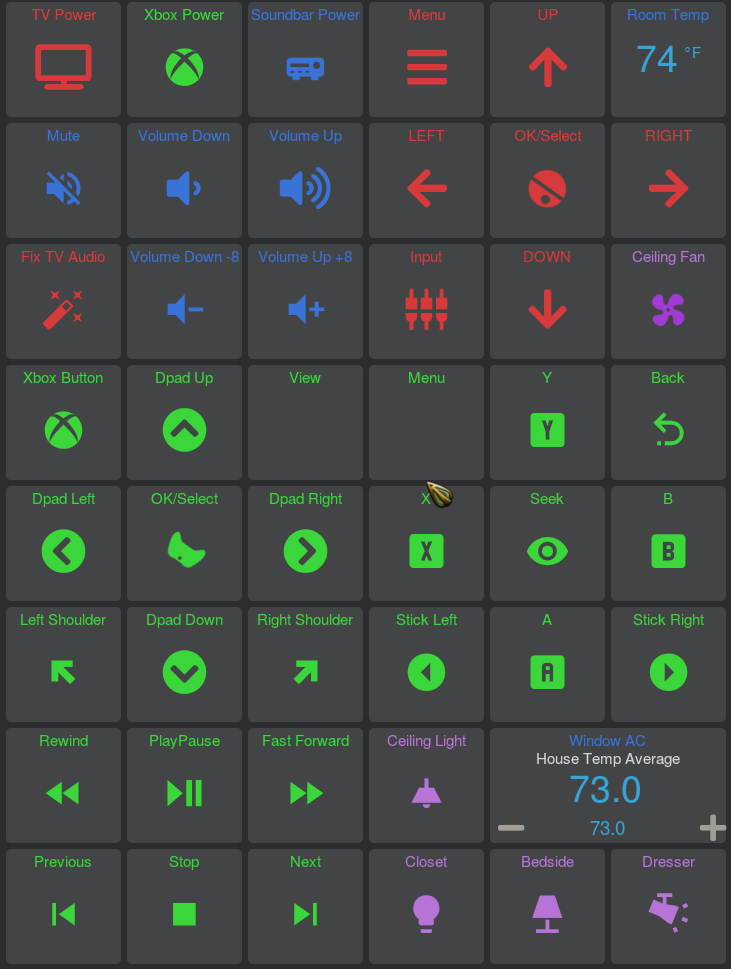 TV Power
Xbox Power
Soundbar Power
Menu
UP
Room Temp
74 °F
Mute
Volume Down
Volume Up
LEFT
OK/Select
RIGHT
Fix TV Audio
Volume Down -8
Volume Up +8
Input
DOWN
Ceiling Fan
Xbox Button
Dpad Up
View
Menu
Y
Back
Y
Dpad Left
OK/Select
Dpad Right
X
Seek
B
X
B
Left Shoulder
Dpad Down
Right Shoulder
Stick Left
A
Stick Right
A
Rewind
PlayPause
Fast Forward
Ceiling Light
Window AC
House Temp Average
73.0
73.0
Previous
Stop
Next
Closet
Bedside
Dresser